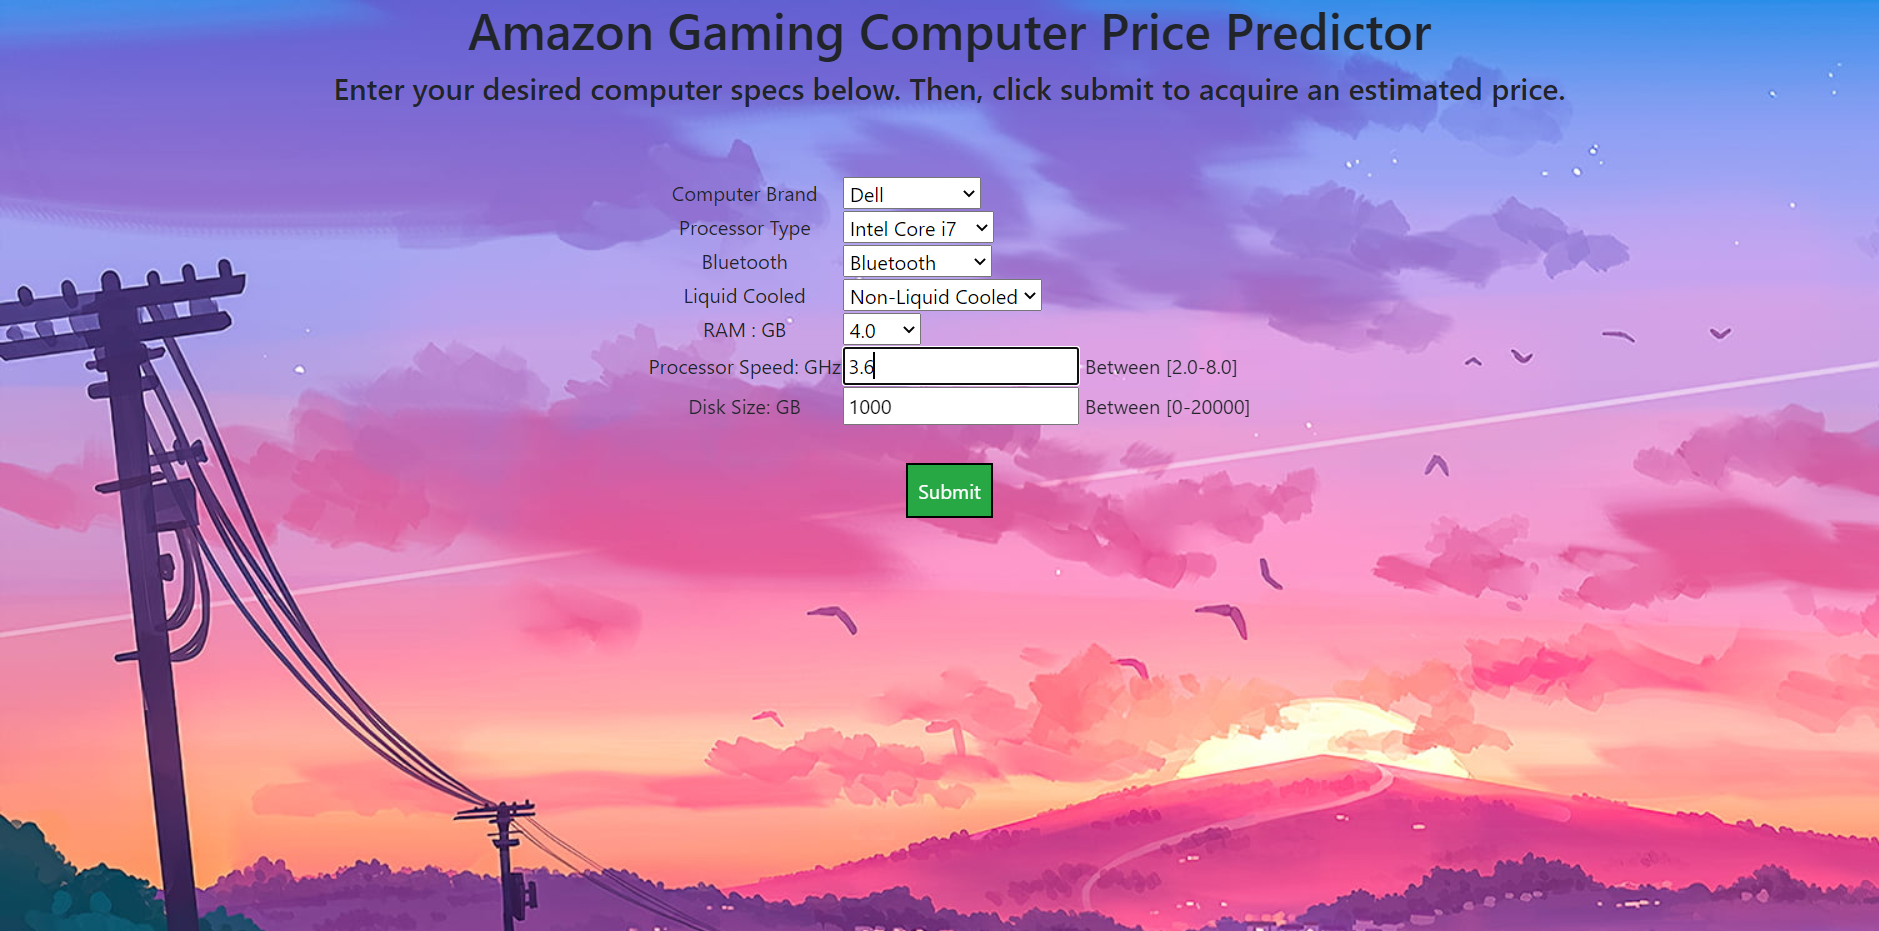 Amazon Gaming Computer Price Predictor
Enter your desired computer specs below. Then, click submit to acquire an estimated price.
Computer Brand Dell
Processor Type Intel Core i7
Bluetooth Bluetooth
Liquid Cooled Non-Liquid Cooled
RAM : GB 4.0
Processor Speed: GHz 3.6 Between [2.0-8.0]
Disk Size: GB 1000 Between [0-20000]
Submit